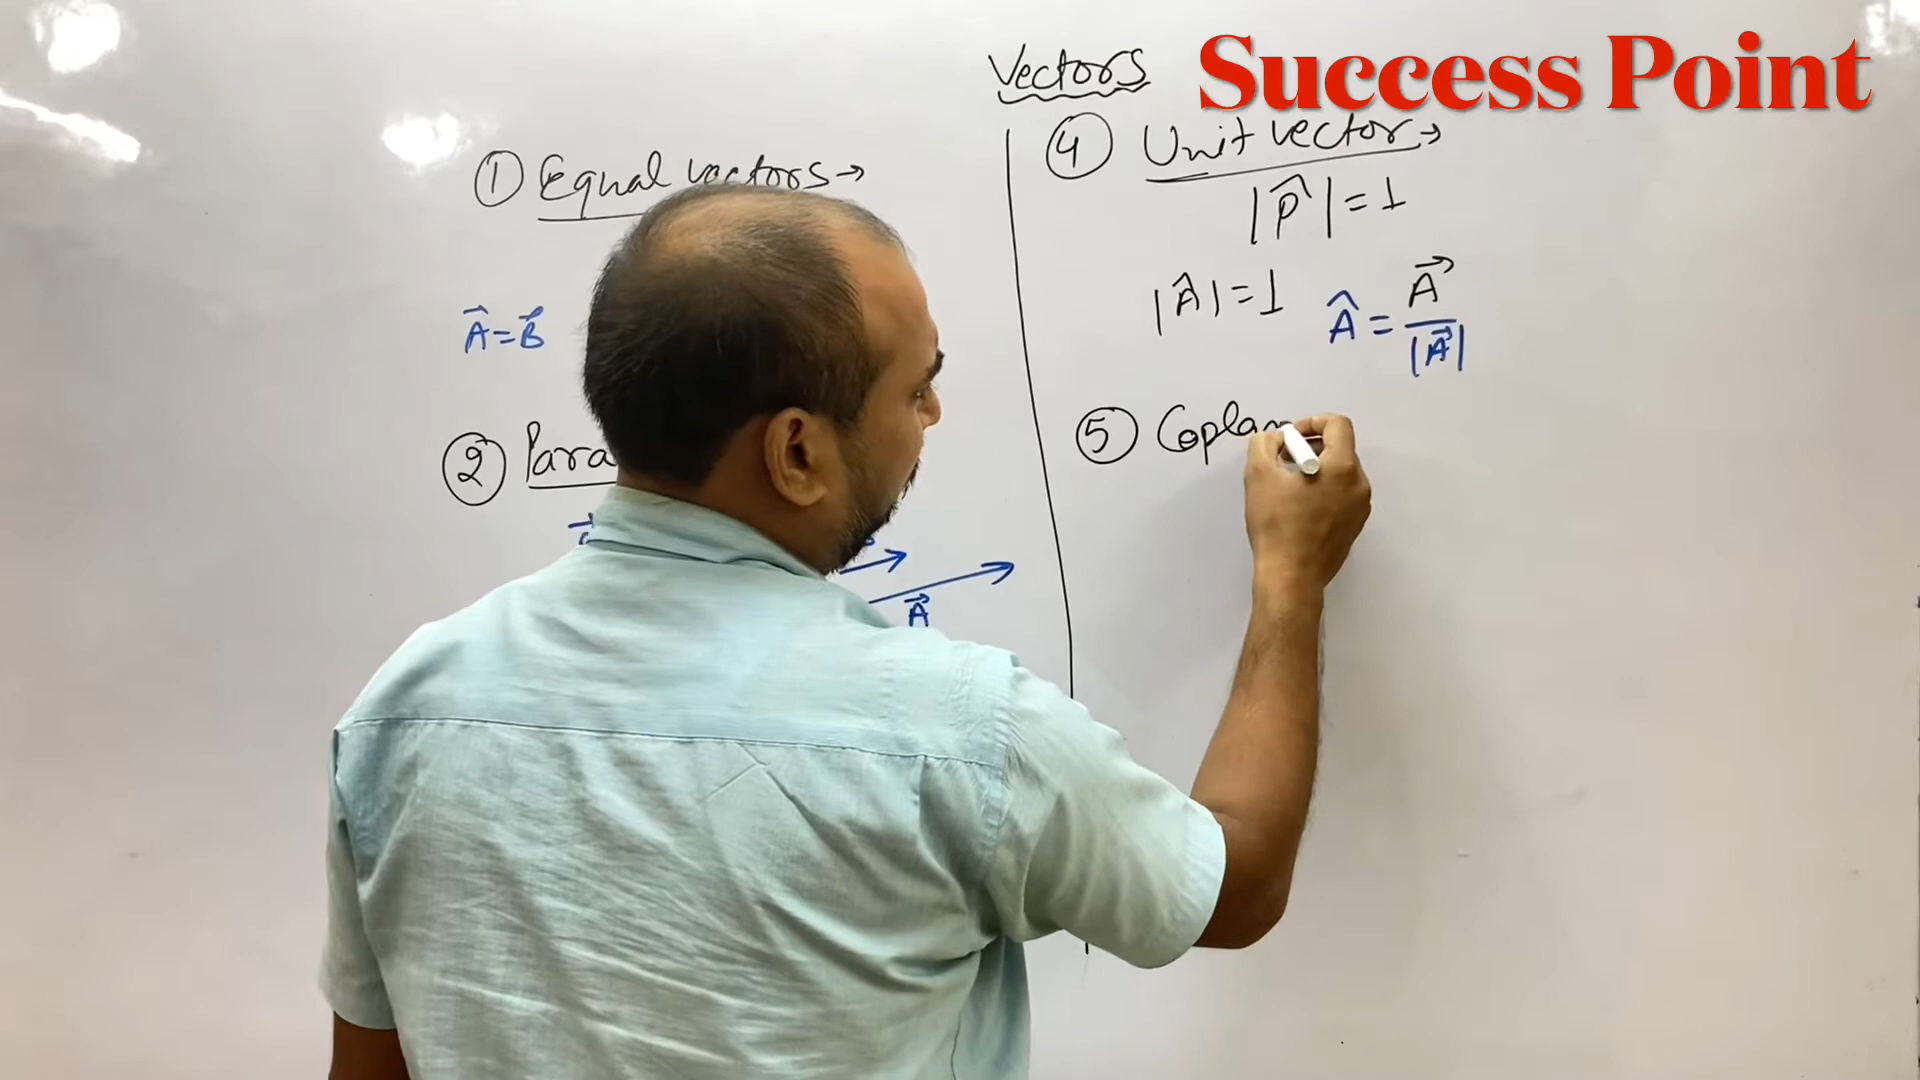 Vectors
Success Point
① Equal vectors →
A⃗ = B⃗
② Para
A⃗
④ Unit vector →
|p̂| = 1
|Â| = 1
Â = A⃗ / |A⃗|
⑤ Coplan